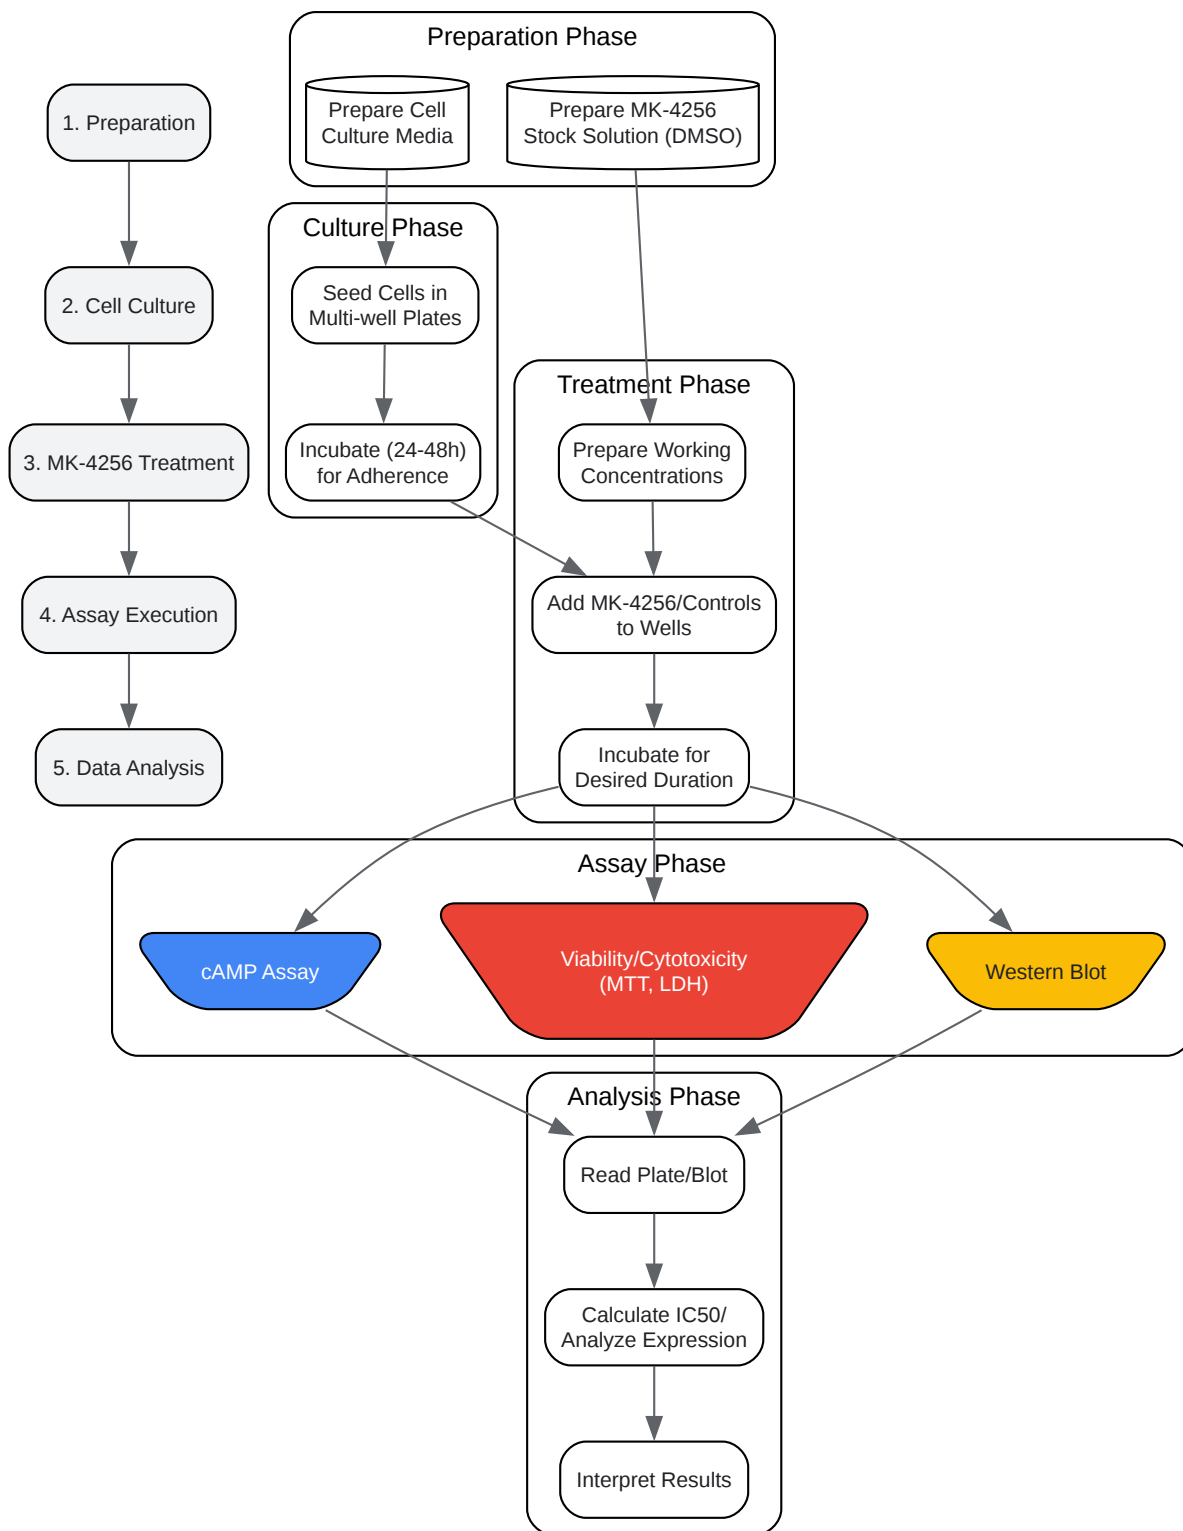 Preparation Phase
Prepare Cell
Culture Media
Prepare MK-4256
Stock Solution (DMSO)
1. Preparation
2. Cell Culture
3. MK-4256 Treatment
4. Assay Execution
5. Data Analysis
Culture Phase
Seed Cells in
Multi-well Plates
Incubate (24-48h)
for Adherence
Treatment Phase
Prepare Working
Concentrations
Add MK-4256/Controls
to Wells
Incubate for
Desired Duration
Assay Phase
cAMP Assay
Viability/Cytotoxicity
(MTT, LDH)
Western Blot
Analysis Phase
Read Plate/Blot
Calculate IC50/
Analyze Expression
Interpret Results